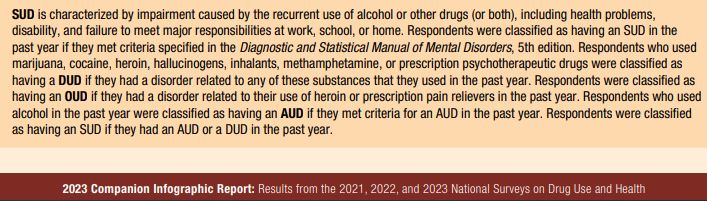 SUD is characterized by impairment caused by the recurrent use of alcohol or other drugs (or both), including health problems,
disability, and failure to meet major responsibilities at work, school, or home. Respondents were classified as having an SUD in the
past year if they met criteria specified in the Diagnostic and Statistical Manual of Mental Disorders, 5th edition. Respondents who used
marijuana, cocaine, heroin, hallucinogens, inhalants, methamphetamine, or prescription psychotherapeutic drugs were classified as
having a DUD if they had a disorder related to any of these substances that they used in the past year. Respondents were classified as
having an OUD if they had a disorder related to their use of heroin or prescription pain relievers in the past year. Respondents who used
alcohol in the past year were classified as having an AUD if they met criteria for an AUD in the past year. Respondents were classified
as having an SUD if they had an AUD or a DUD in the past year.
2023 Companion Infographic Report: Results from the 2021, 2022, and 2023 National Surveys on Drug Use and Health